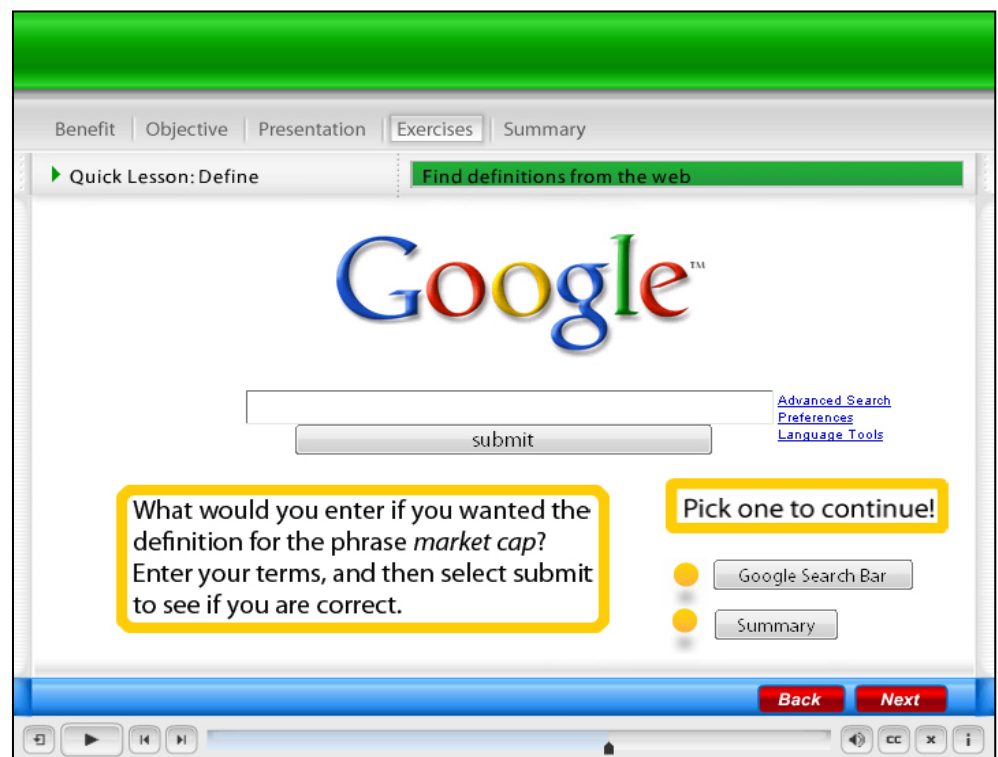 Benefit Objective Presentation Exercises Summary
Quick Lesson: Define
Find definitions from the web
Google™
Advanced Search
Preferences
Language Tools
submit
What would you enter if you wanted the
definition for the phrase market cap?
Enter your terms, and then select submit
to see if you are correct.
Pick one to continue!
Google Search Bar
Summary
Back Next
CC x i